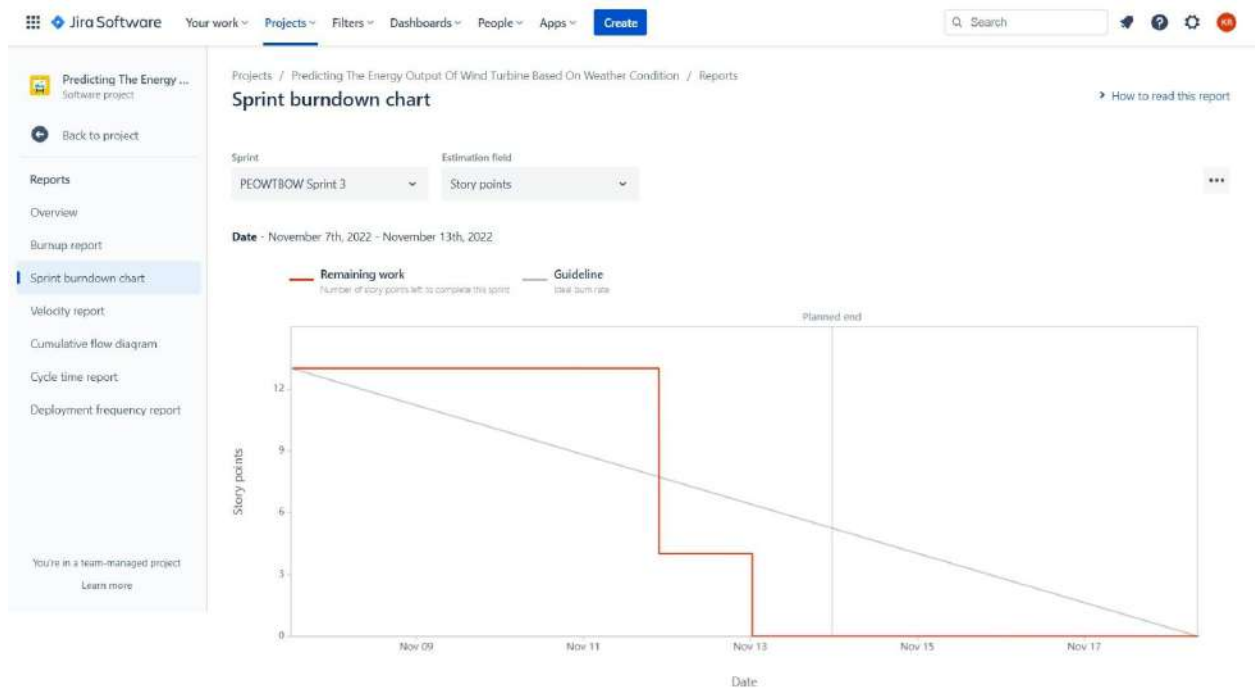 Jira Software Your work Projects Filters Dashboards People Apps Create Search KR
Predicting The Energy ...
Software project
Back to project
Reports
Overview
Burnup report
Sprint burndown chart
Velocity report
Cumulative flow diagram
Cycle time report
Deployment frequency report
You're in a team-managed project
Learn more
Projects / Predicting The Energy Output Of Wind Turbine Based On Weather Condition / Reports
Sprint burndown chart
How to read this report
Sprint Estimation field
PEOWTBOW Sprint 3 Story points
Date - November 7th, 2022 - November 13th, 2022
Remaining work Guideline
Number of story points left to complete this sprint Ideal burn rate
Planned end
12
9
6
3
0
Story points
Nov 09 Nov 11 Nov 13 Nov 15 Nov 17
Date